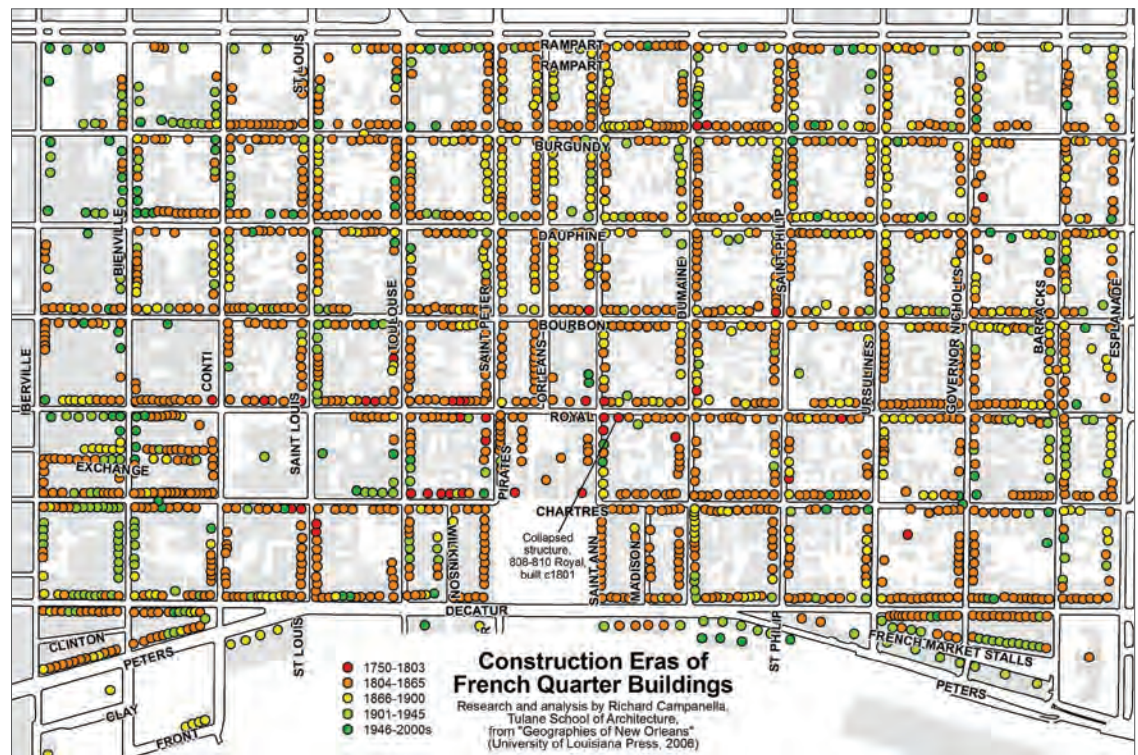 RAMPART
RAMPART
ST LOUIS
BURGUNDY
BIENVILLE
DAUPHINE
SAINT PHILIP
DUMAINE
TOULOUSE
SAINT PETER
BOURBON
ORLEANS
GOVERNOR NICHOLLS
BARRACKS
ESPLANADE
URSULINES
IBERVILLE
CONTI
ROYAL
SAINT LOUIS
EXCHANGE
PIRATES
CHARTRES
Collapsed
structure,
808-810 Royal,
built c1801
WILKINSON
SAINT ANN
MADISON
DECATUR
CLINTON
PETERS
ST LOUIS
ST PHILIP
FRENCH MARKET STALLS
PETERS
CLAY
FRONT
1750-1803
1804-1865
1866-1900
1901-1945
1946-2000s
Construction Eras of
French Quarter Buildings
Research and analysis by Richard Campanella,
Tulane School of Architecture,
from "Geographies of New Orleans"
(University of Louisiana Press, 2006)